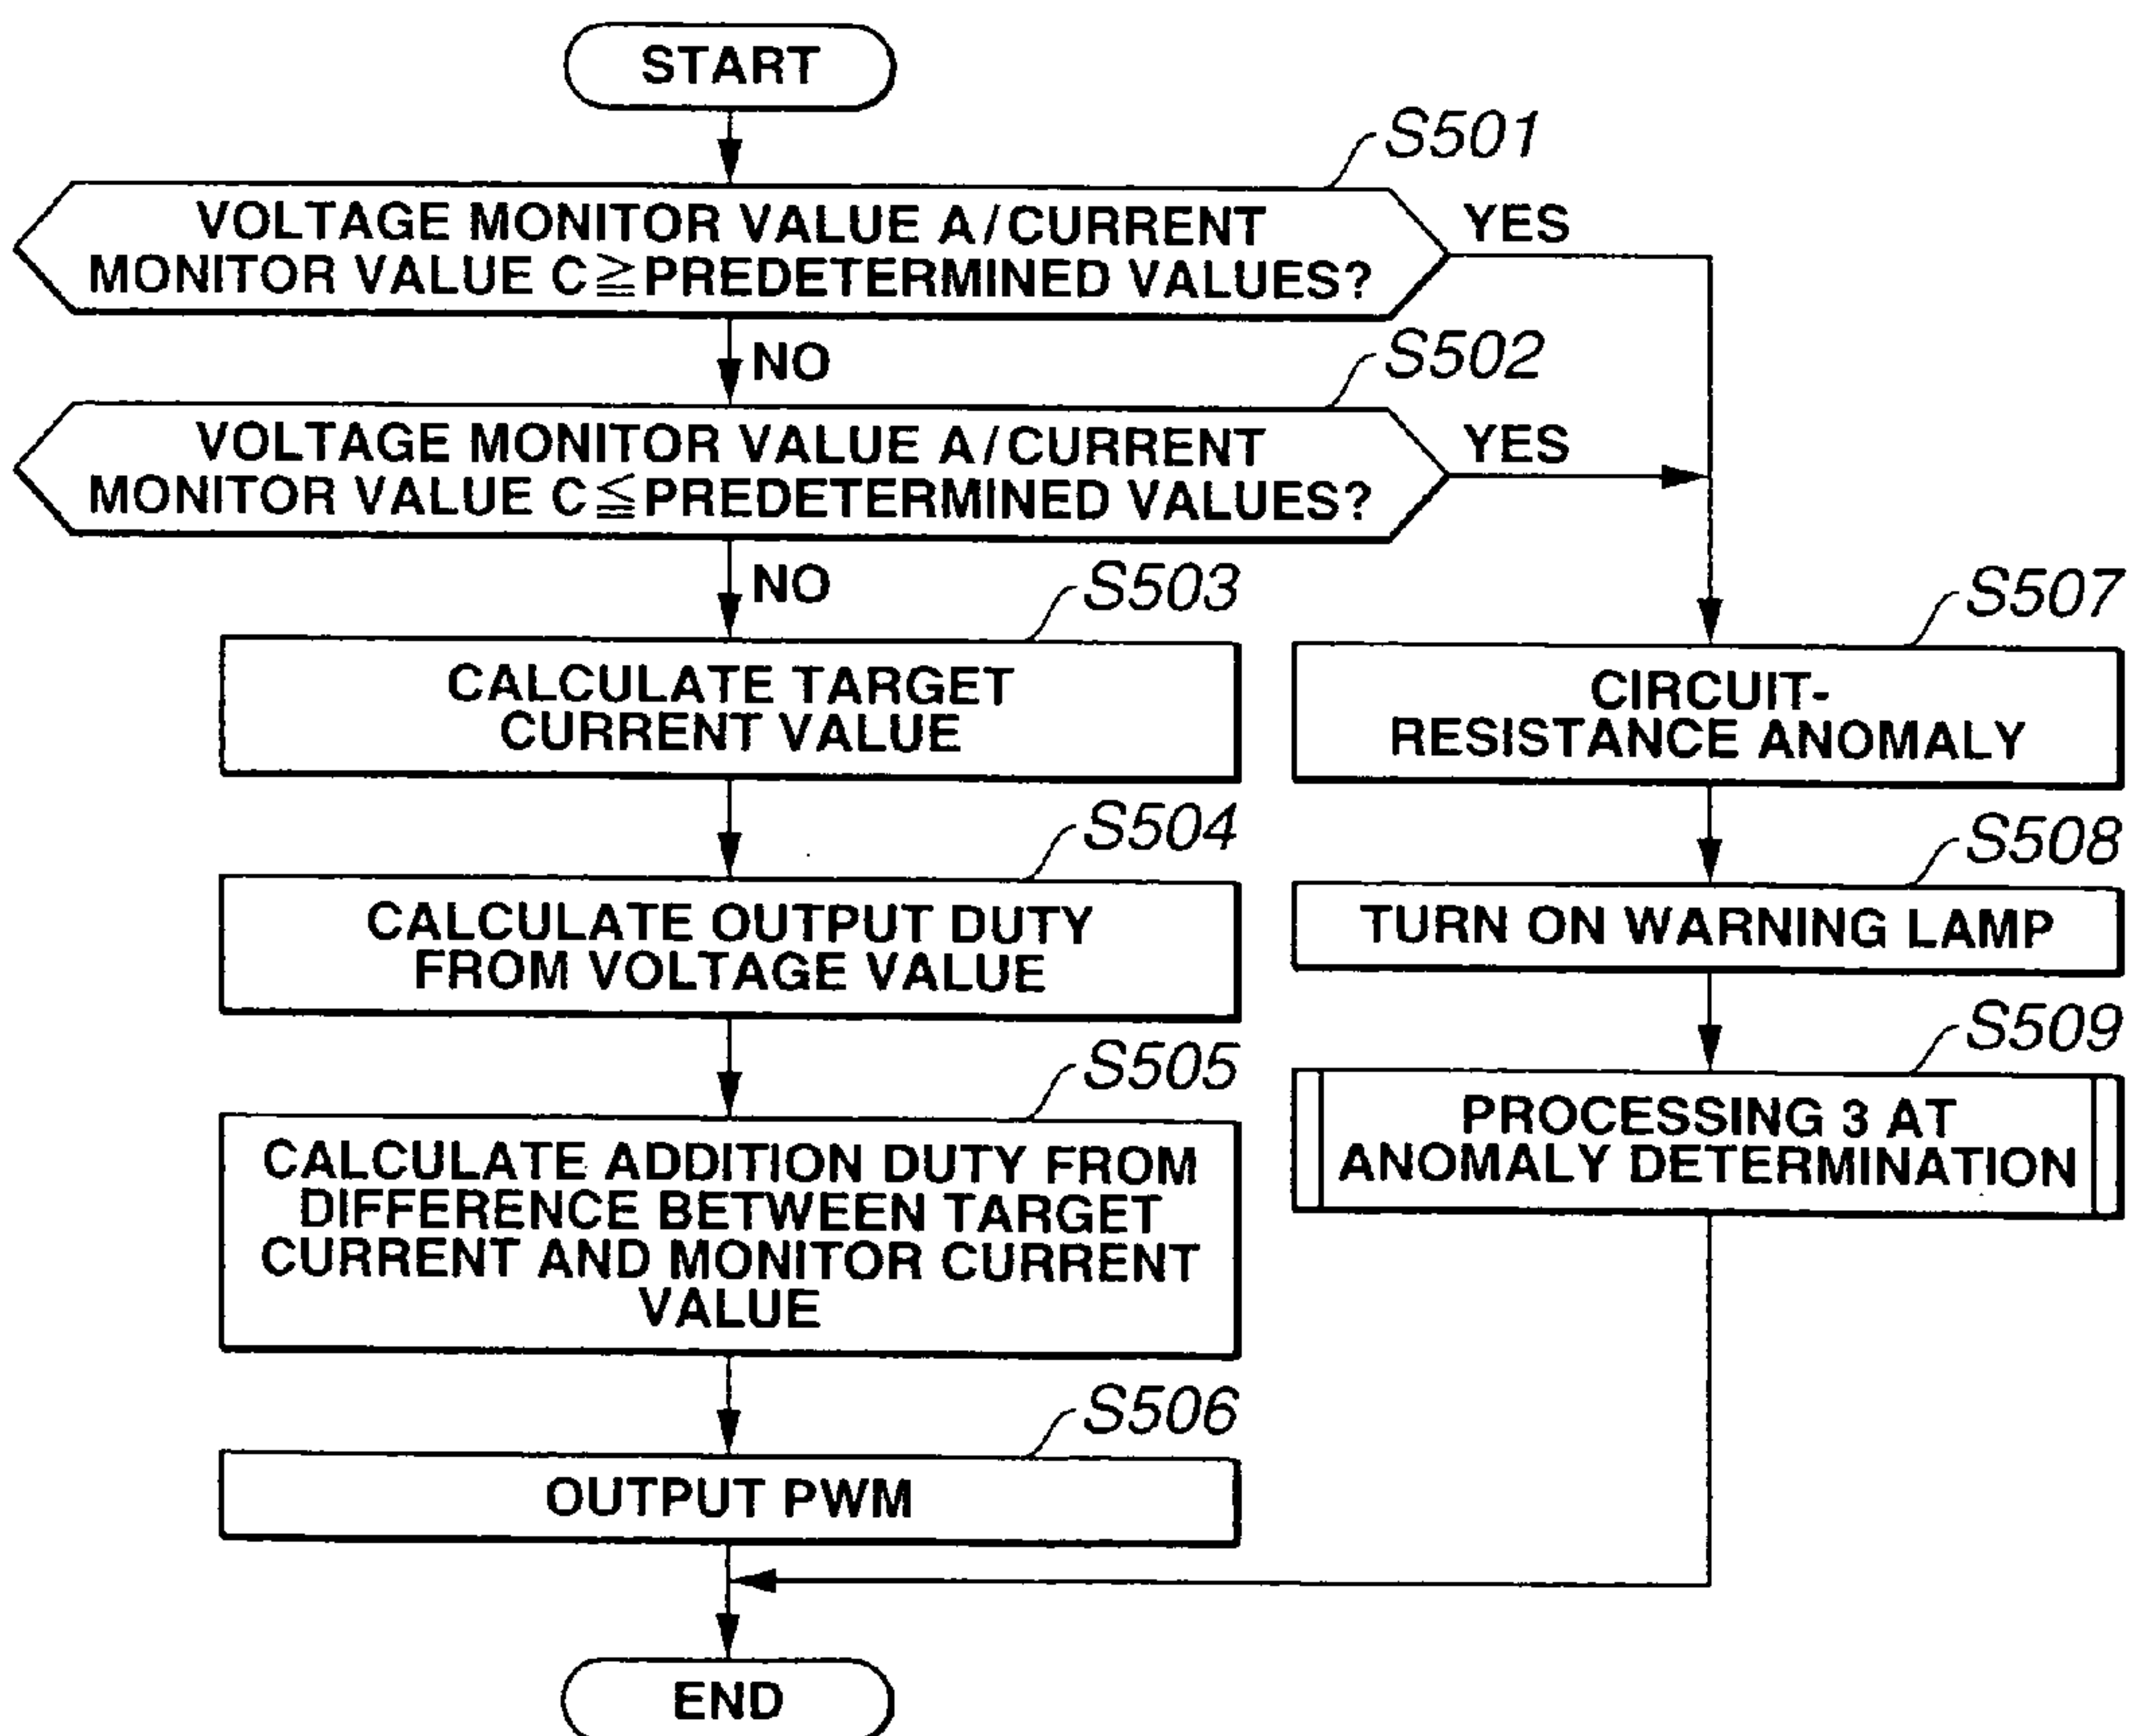 START
S501
VOLTAGE MONITOR VALUE A/CURRENT
MONITOR VALUE C≧PREDETERMINED VALUES?
YES
NO
S502
VOLTAGE MONITOR VALUE A/CURRENT
MONITOR VALUE C≦PREDETERMINED VALUES?
YES
NO
S503
CALCULATE TARGET
CURRENT VALUE
S504
CALCULATE OUTPUT DUTY
FROM VOLTAGE VALUE
S505
CALCULATE ADDITION DUTY FROM
DIFFERENCE BETWEEN TARGET
CURRENT AND MONITOR CURRENT
VALUE
S506
OUTPUT PWM
S507
CIRCUIT-
RESISTANCE ANOMALY
S508
TURN ON WARNING LAMP
S509
PROCESSING 3 AT
ANOMALY DETERMINATION
END